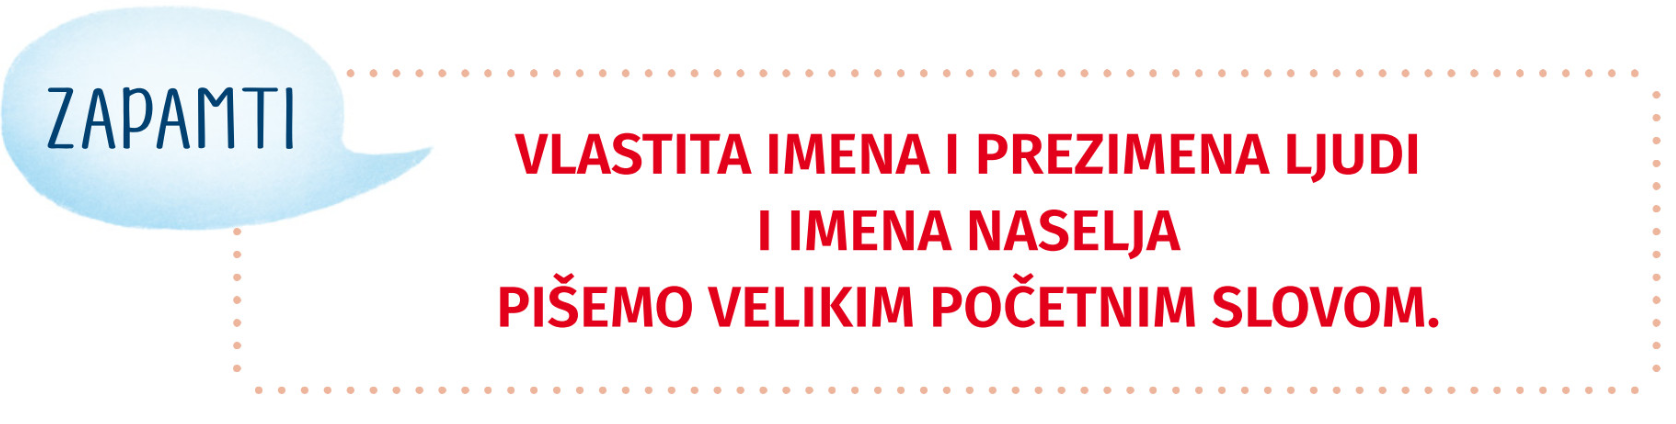 ZAPAMTI
VLASTITA IMENA I PREZIMENA LJUDI
I IMENA NASELJA
PIŠEMO VELIKIM POČETNIM SLOVOM.